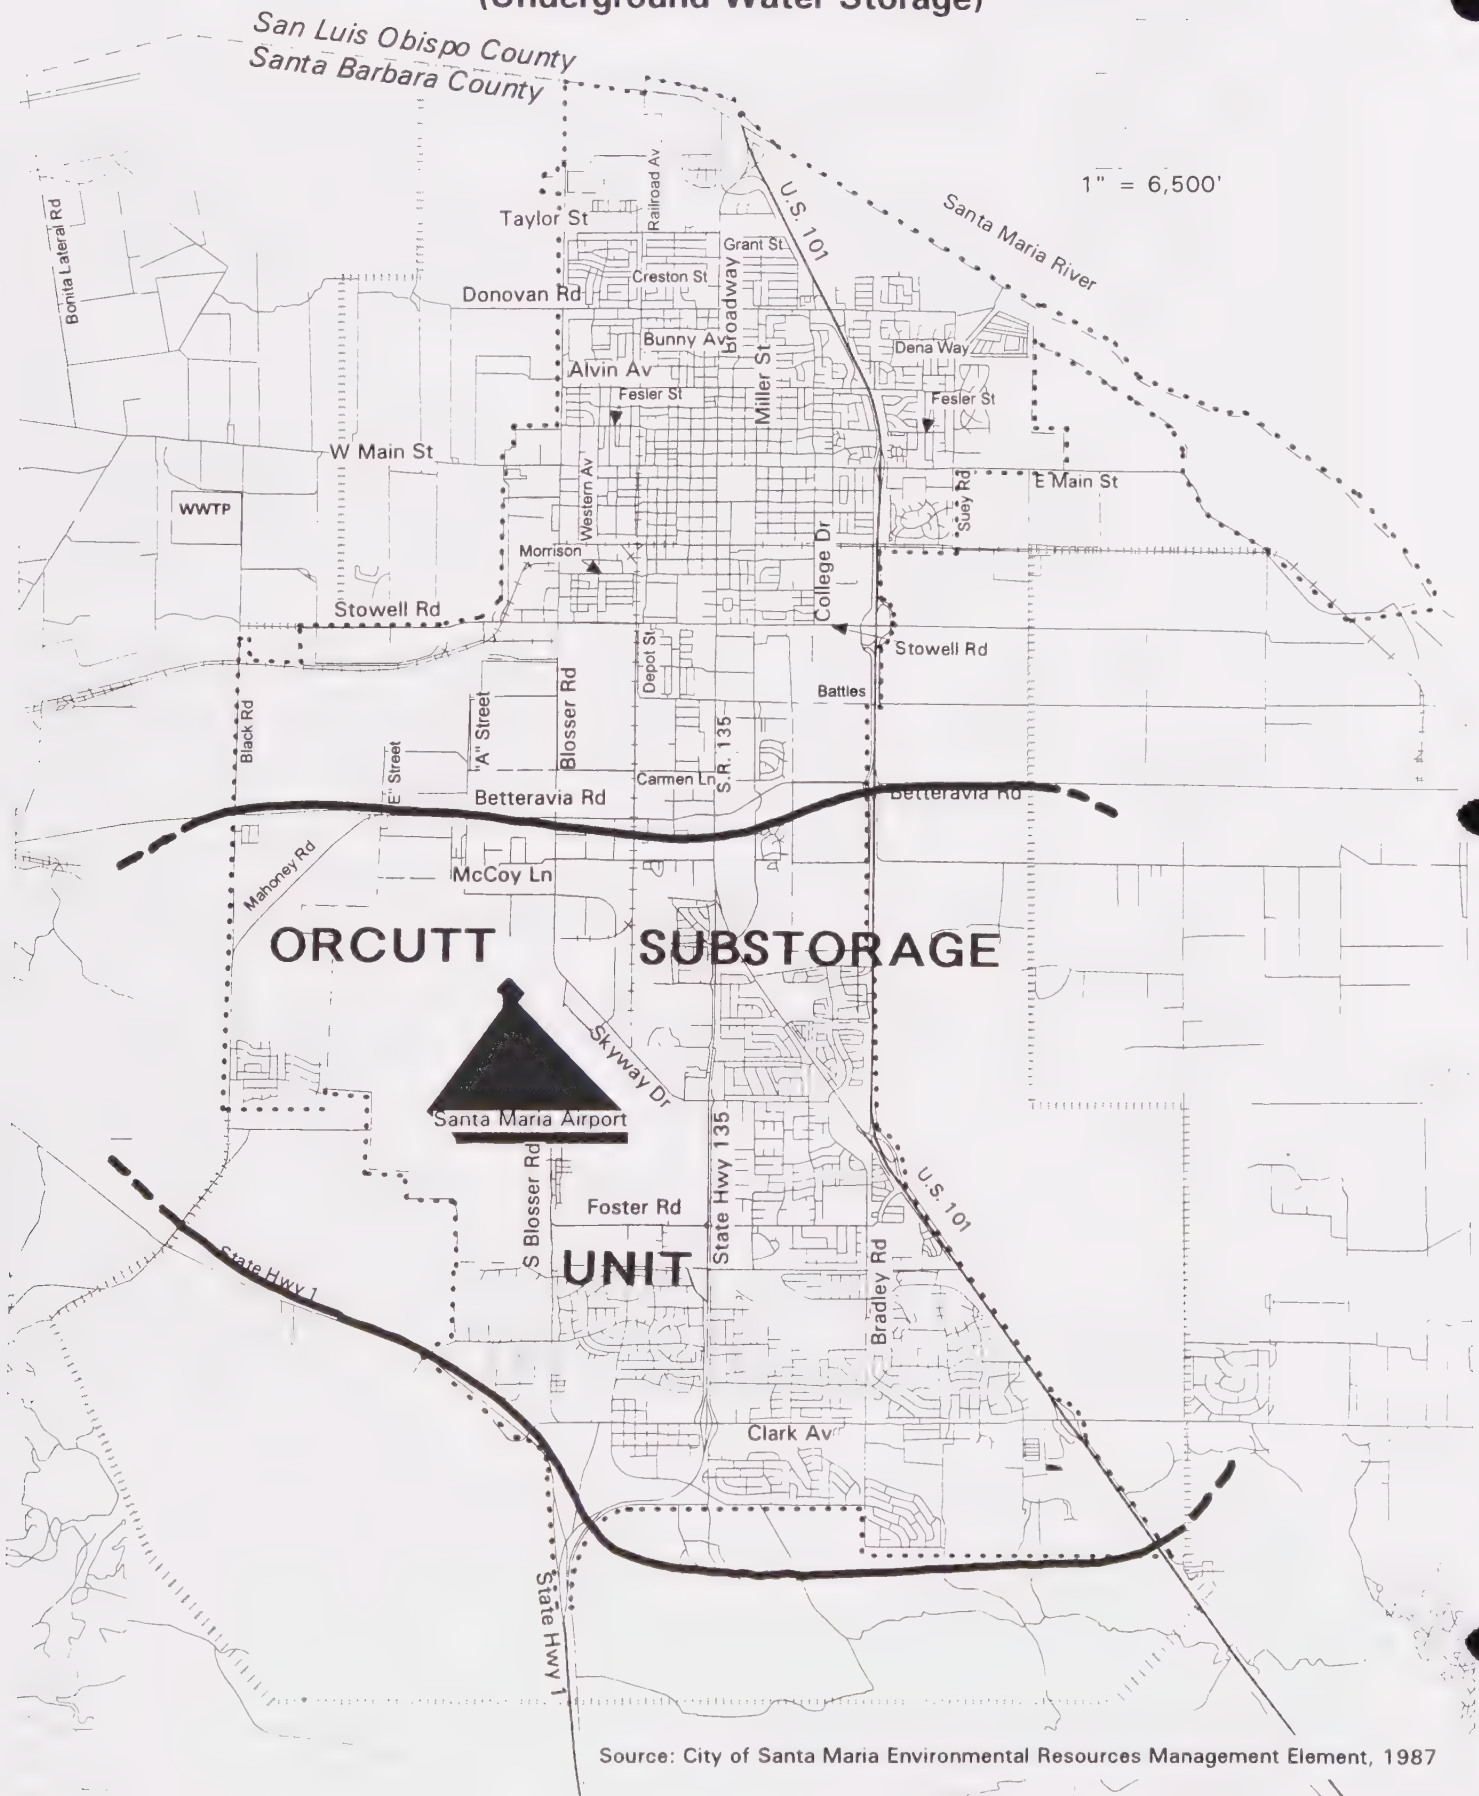 (Underground Water Storage)
San Luis Obispo County
Santa Barbara County
1" = 6,500'
Bonita Lateral Rd
Railroad Av
U.S. 101
Santa Maria River
Taylor St
Grant St
Creston St
Donovan Rd
Broadway
Bunny Av
Dena Way
Alvin Av
Miller St
Fesler St
Fesler St
W Main St
Western Av
Suey Rd
E Main St
WWTP
Morrison
College Dr
Stowell Rd
Stowell Rd
Depot St
Battles
Black Rd
"A" Street
Blosser Rd
S.R. 135
E" Street
Carmen Ln
Betteravia Rd
Betteravia Rd
Mahoney Rd
McCoy Ln
ORCUTT SUBSTORAGE
Skyway Dr
Santa Maria Airport
S Blosser Rd
State Hwy 135
Foster Rd
U.S. 101
UNIT
State Hwy 1
Bradley Rd
Clark Av
State Hwy 1
Source: City of Santa Maria Environmental Resources Management Element, 1987